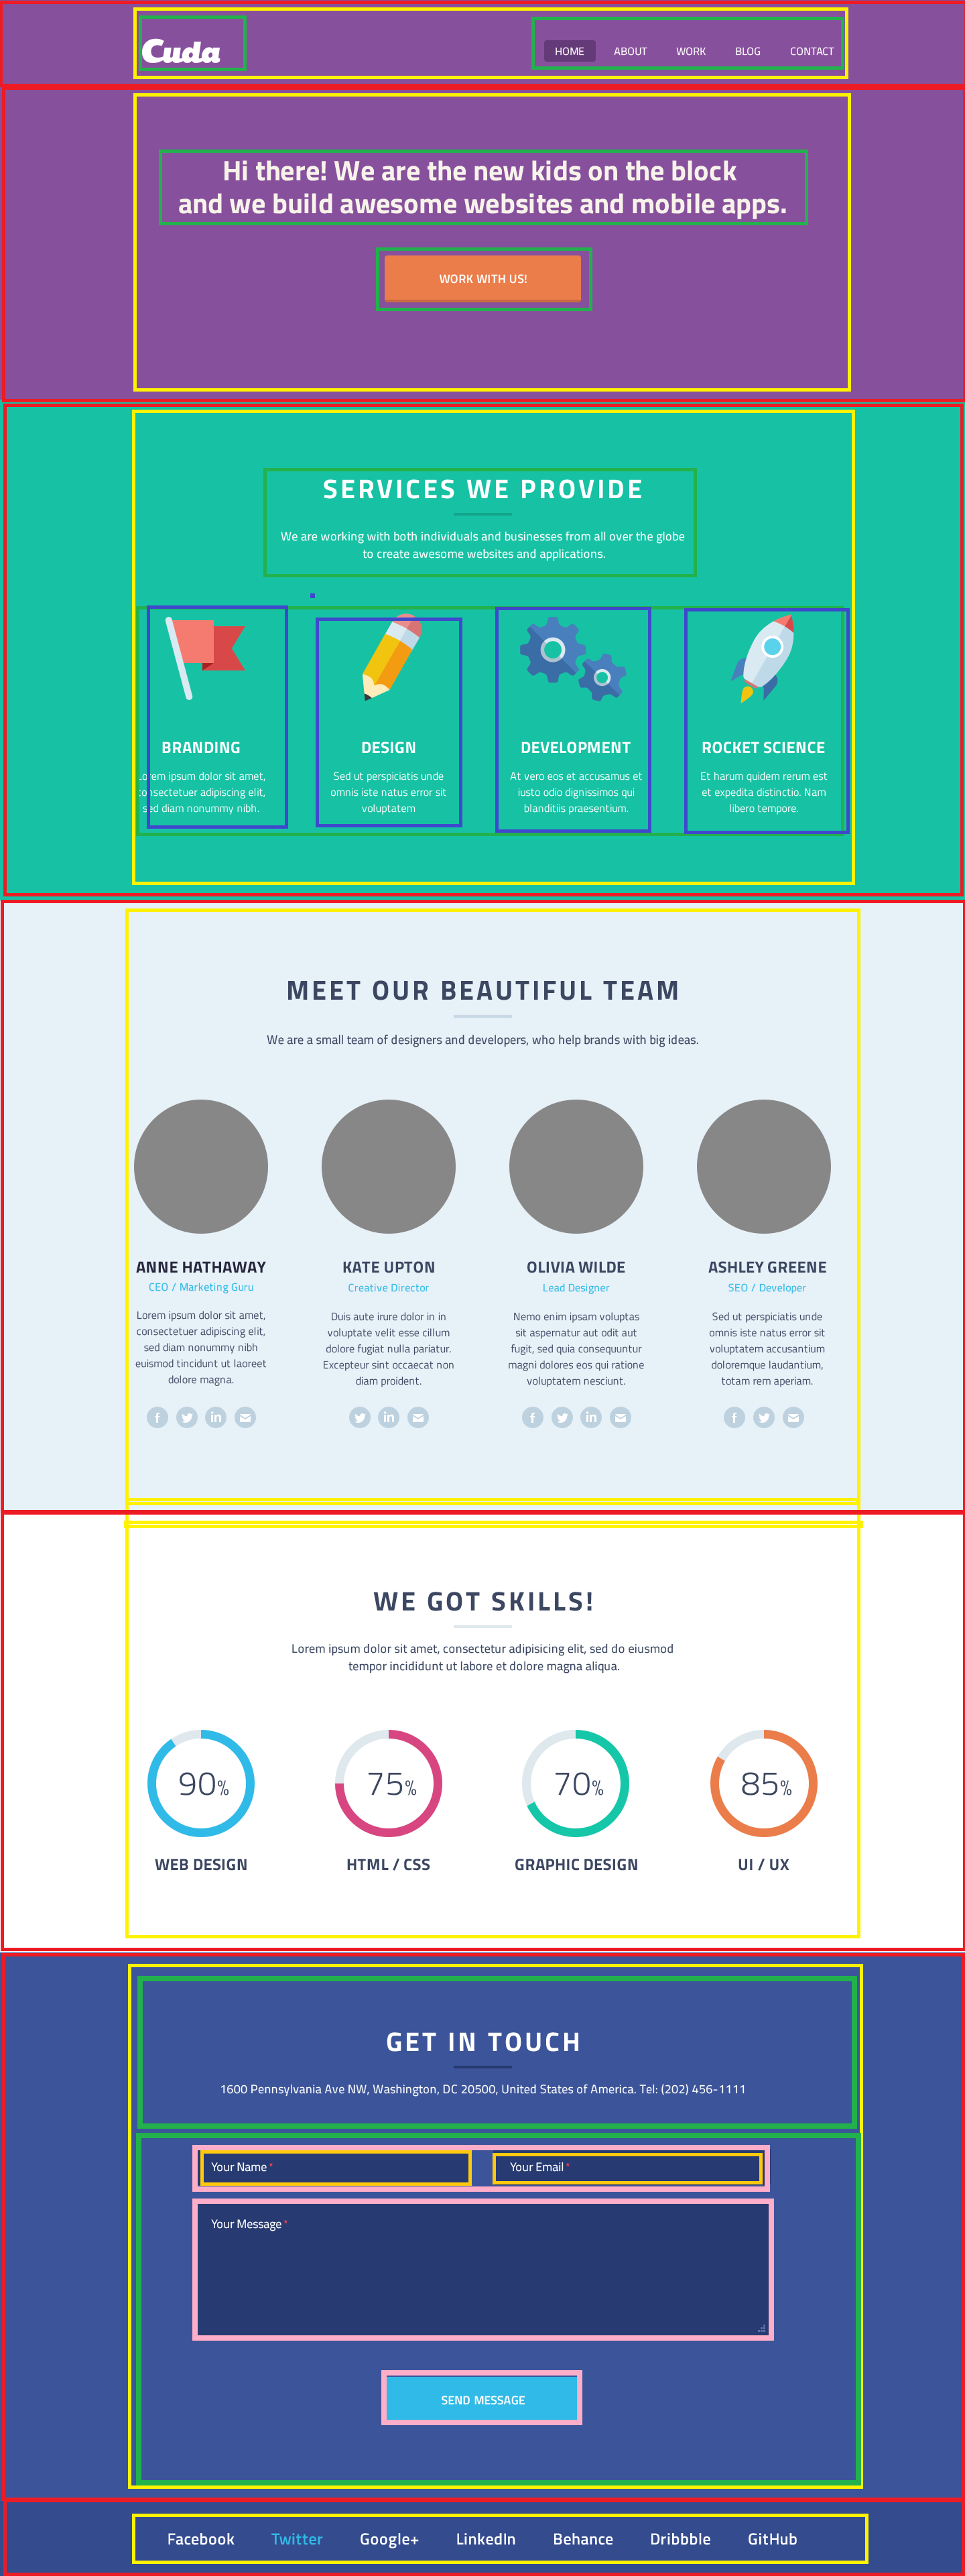 Cuda
HOME ABOUT WORK BLOG CONTACT
Hi there! We are the new kids on the block
and we build awesome websites and mobile apps.
WORK WITH US!
SERVICES WE PROVIDE
We are working with both individuals and businesses from all over the globe
to create awesome websites and applications.
BRANDING
Lorem ipsum dolor sit amet,
consectetuer adipiscing elit,
sed diam nonummy nibh.
DESIGN
Sed ut perspiciatis unde
omnis iste natus error sit
voluptatem
DEVELOPMENT
At vero eos et accusamus et
iusto odio dignissimos qui
blanditiis praesentium.
ROCKET SCIENCE
Et harum quidem rerum est
et expedita distinctio. Nam
libero tempore.
MEET OUR BEAUTIFUL TEAM
We are a small team of designers and developers, who help brands with big ideas.
ANNE HATHAWAY
CEO / Marketing Guru
Lorem ipsum dolor sit amet,
consectetuer adipiscing elit,
sed diam nonummy nibh
euismod tincidunt ut laoreet
dolore magna.
KATE UPTON
Creative Director
Duis aute irure dolor in in
voluptate velit esse cillum
dolore fugiat nulla pariatur.
Excepteur sint occaecat non
diam proident.
OLIVIA WILDE
Lead Designer
Nemo enim ipsam voluptas
sit aspernatur aut odit aut
fugit, sed quia consequuntur
magni dolores eos qui ratione
voluptatem nesciunt.
ASHLEY GREENE
SEO / Developer
Sed ut perspiciatis unde
omnis iste natus error sit
voluptatem accusantium
doloremque laudantium,
totam rem aperiam.
WE GOT SKILLS!
Lorem ipsum dolor sit amet, consectetur adipisicing elit, sed do eiusmod
tempor incididunt ut labore et dolore magna aliqua.
90%
WEB DESIGN
75%
HTML / CSS
70%
GRAPHIC DESIGN
85%
UI / UX
GET IN TOUCH
1600 Pennsylvania Ave NW, Washington, DC 20500, United States of America. Tel: (202) 456-1111
Your Name *
Your Email *
Your Message *
SEND MESSAGE
Facebook Twitter Google+ LinkedIn Behance Dribbble GitHub